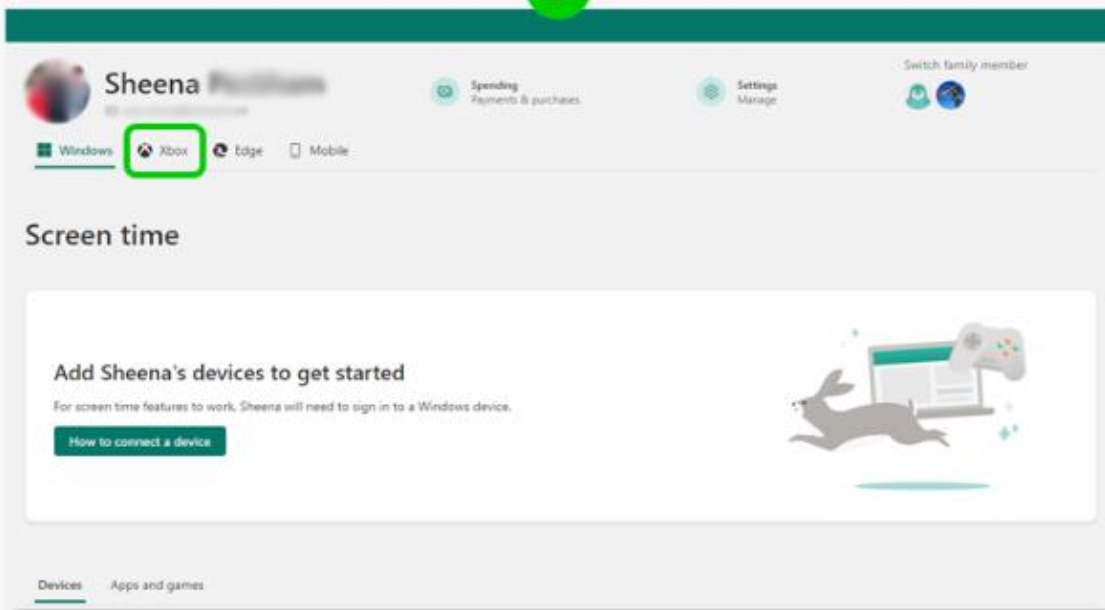 Sheena
Spending
Payments & purchases
Settings
Manage
Switch family member
Windows
Xbox
Edge
Mobile
Screen time
Add Sheena's devices to get started
For screen time features to work, Sheena will need to sign in to a Windows device.
How to connect a device
Devices
Apps and games